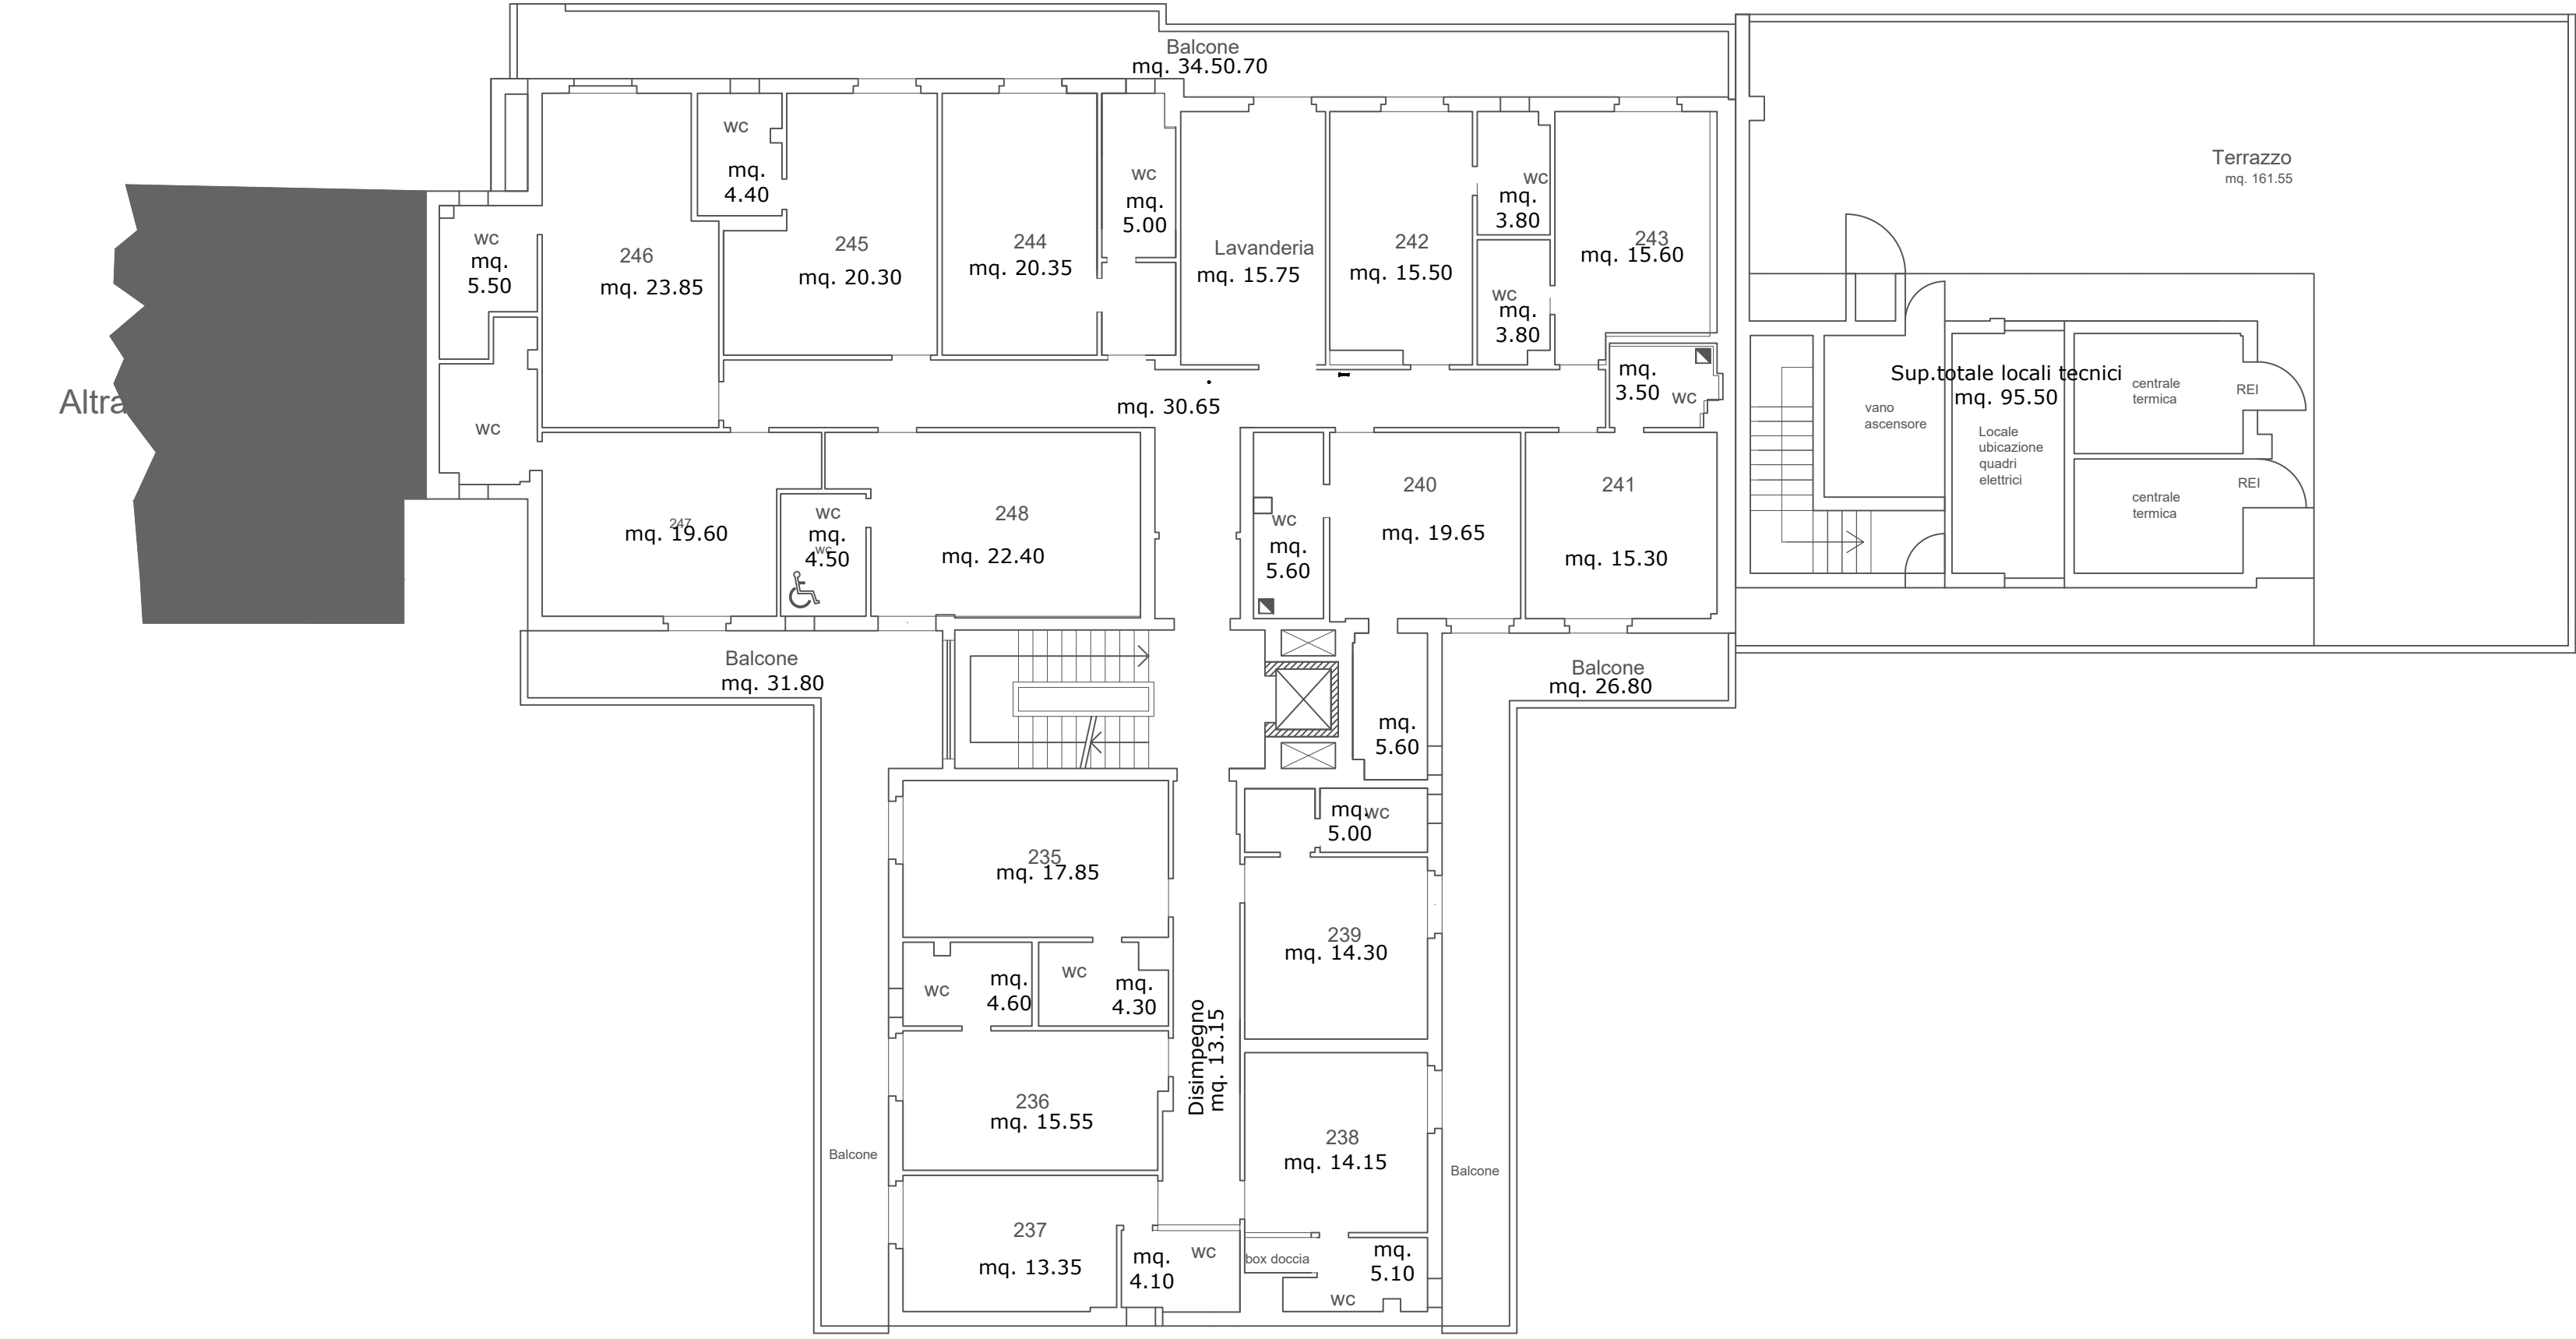 Balcone
mq. 34.50.70
Terrazzo
mq. 161.55
wc
mq.
4.40
wc
mq.
5.00
wc
mq.
3.80
wc
mq.
5.50
246
mq. 23.85
245
mq. 20.30
244
mq. 20.35
Lavanderia
mq. 15.75
242
mq. 15.50
243
mq. 15.60
wc
mq.
3.80
Altra
wc
mq. 30.65
mq.
3.50
wc
Sup.totale locali tecnici
mq. 95.50
vano
ascensore
Locale
ubicazione
quadri
elettrici
centrale
termica
REI
centrale
termica
REI
247
mq. 19.60
wc
mq.
4.50
wc
248
mq. 22.40
wc
mq.
5.60
240
mq. 19.65
241
mq. 15.30
Balcone
mq. 31.80
Balcone
mq. 26.80
mq.
5.60
mq.
wc
5.00
235
mq. 17.85
239
mq. 14.30
wc
mq.
4.60
wc
mq.
4.30
Disimpegno
mq. 13.15
236
mq. 15.55
238
mq. 14.15
Balcone
Balcone
237
mq. 13.35
mq.
4.10
wc
box doccia
mq.
5.10
wc